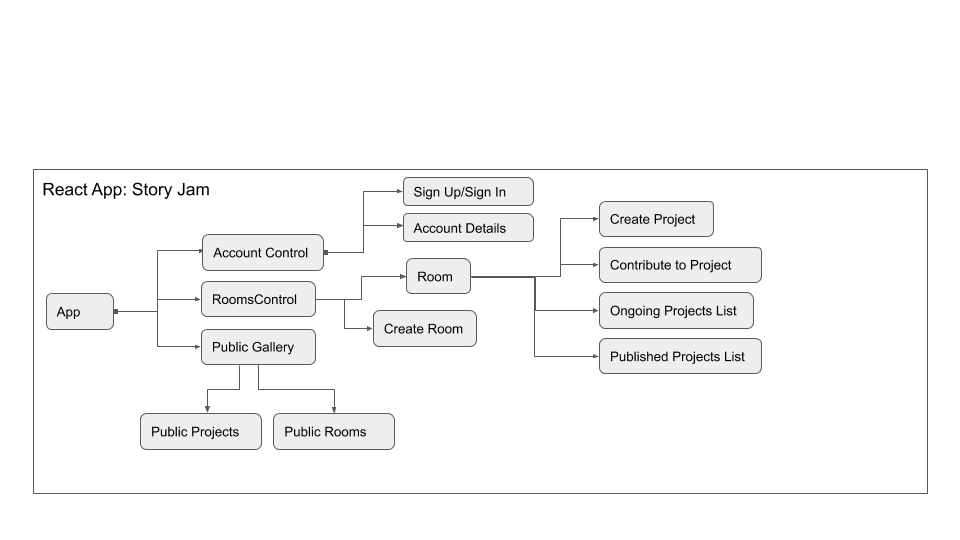 React App: Story Jam
Sign Up/Sign In
Account Details
Create Project
Account Control
Contribute to Project
Room
RoomsControl
App
Ongoing Projects List
Create Room
Public Gallery
Published Projects List
Public Projects
Public Rooms